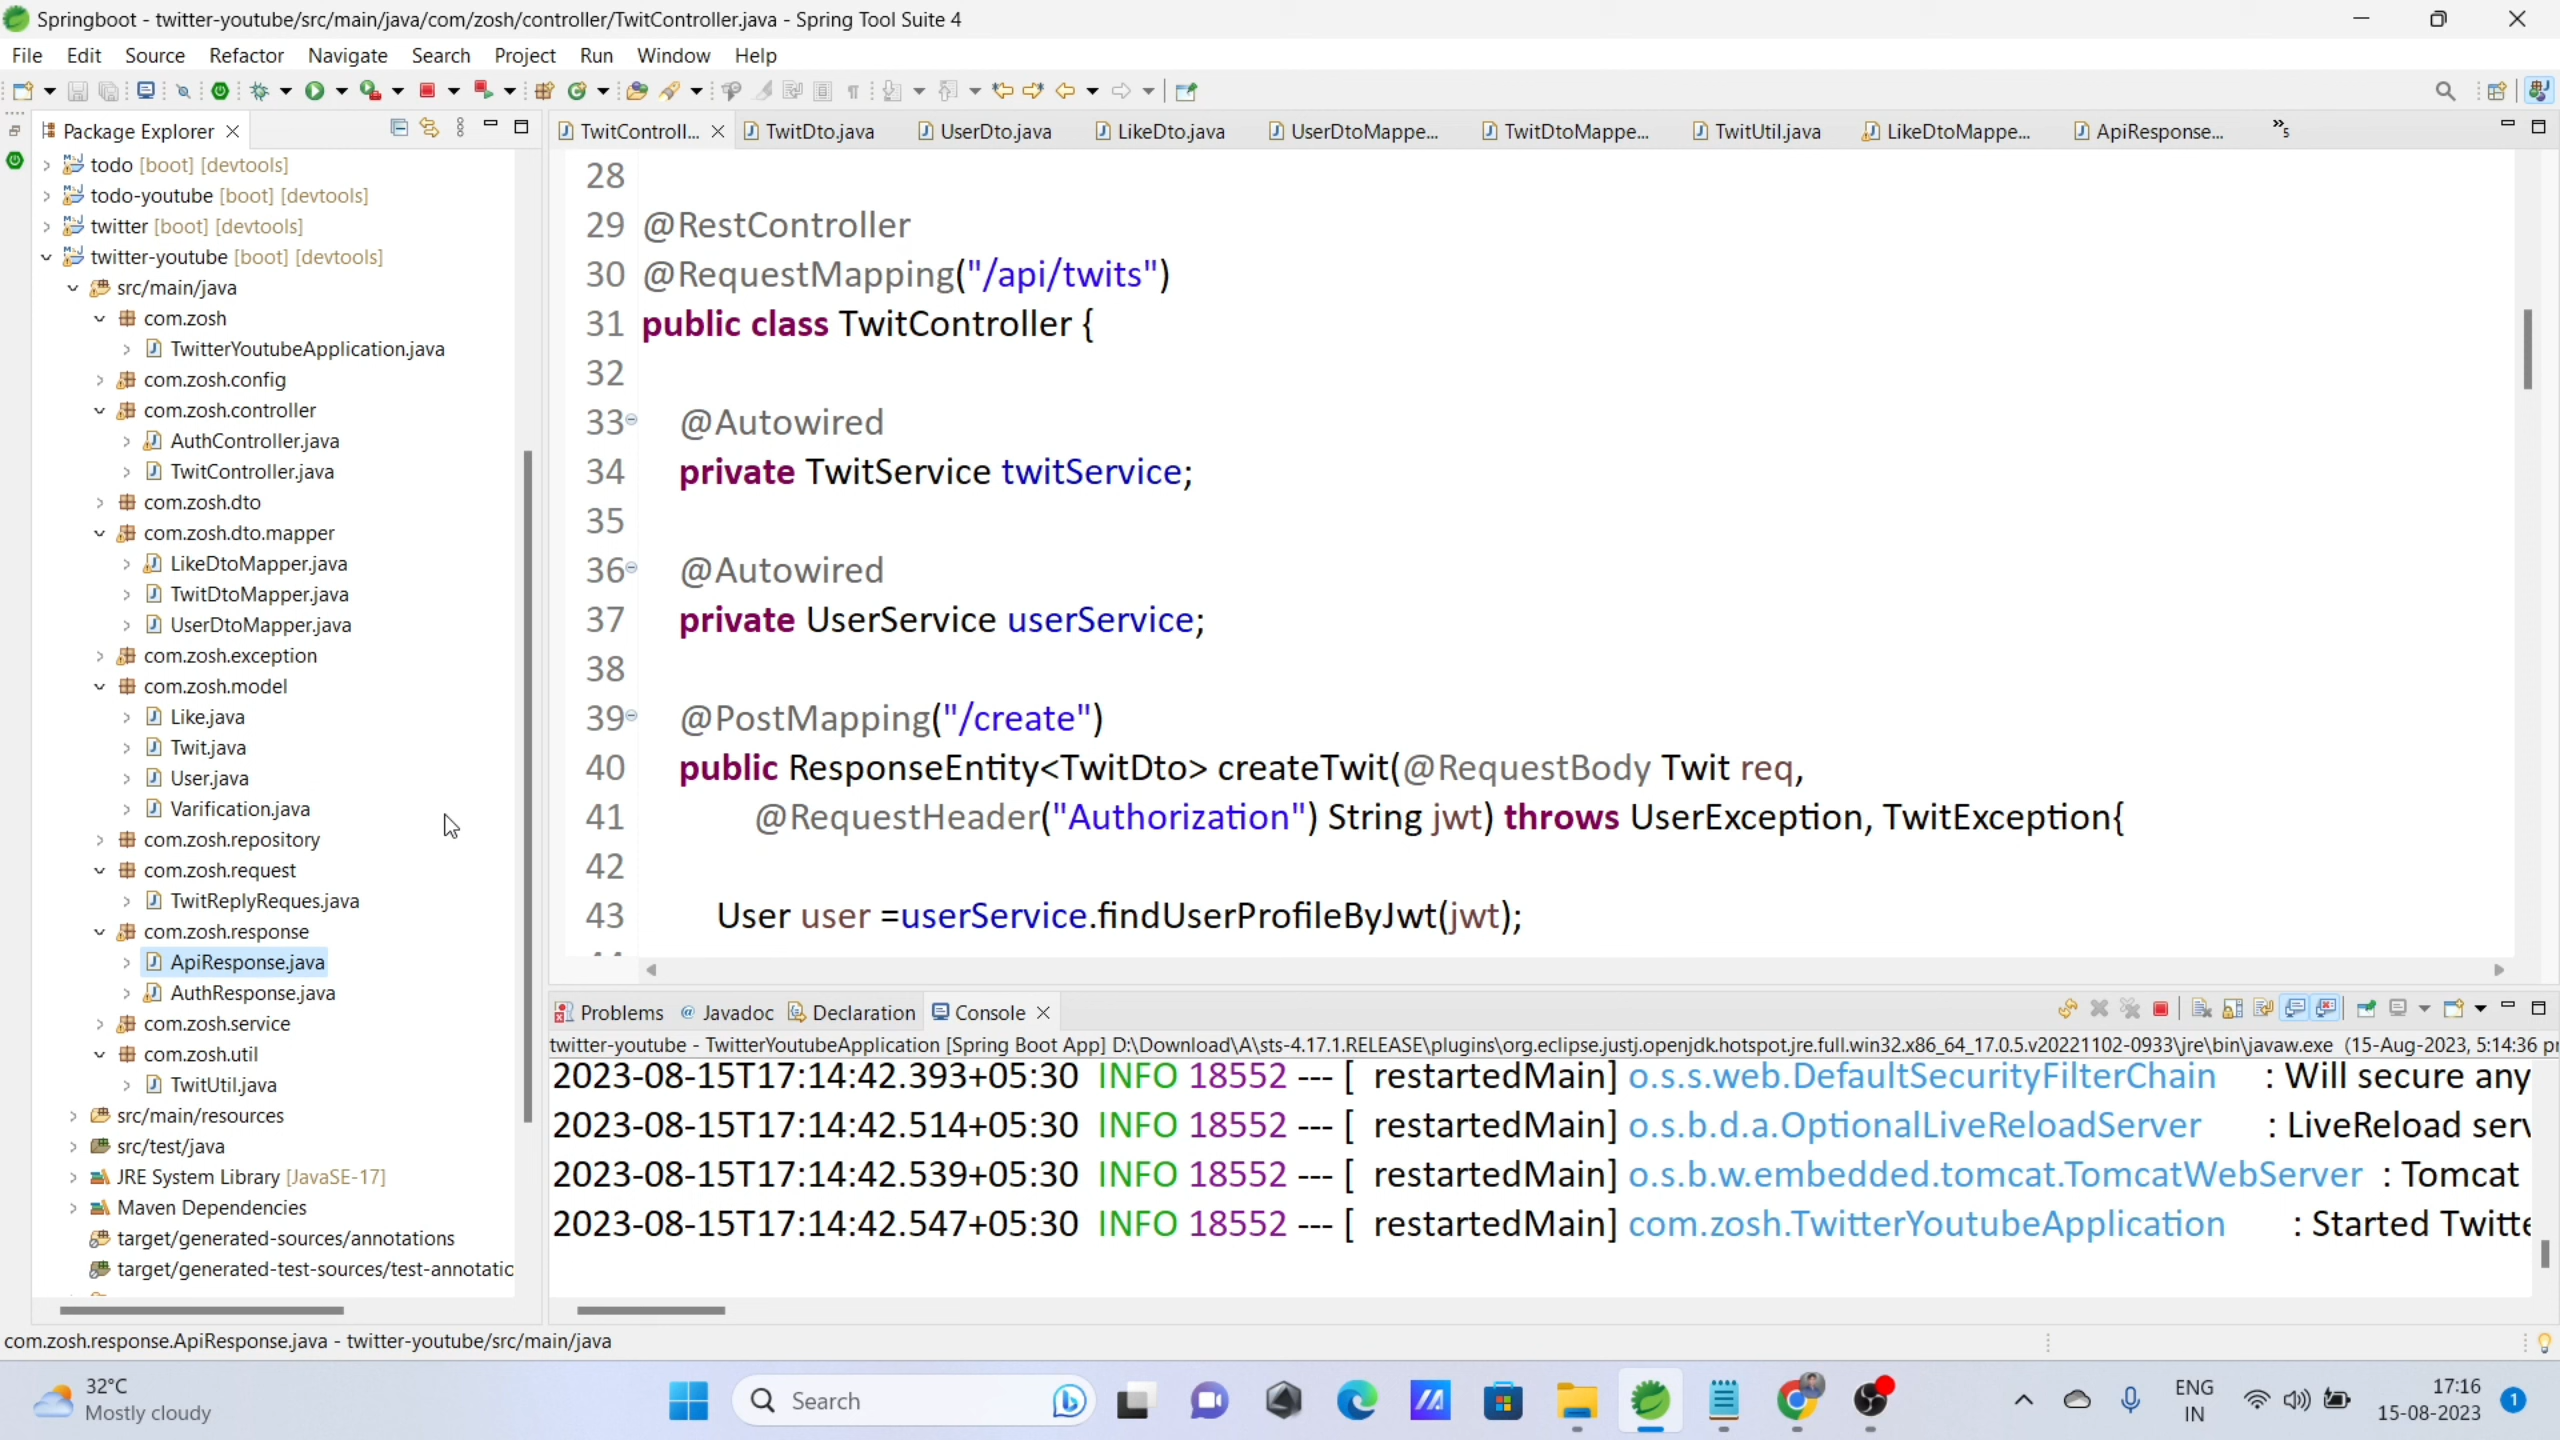 Springboot - twitter-youtube/src/main/java/com/zosh/controller/TwitController.java - Spring Tool Suite 4
File Edit Source Refactor Navigate Search Project Run Window Help
Package Explorer
todo [boot] [devtools]
todo-youtube [boot] [devtools]
twitter [boot] [devtools]
twitter-youtube [boot] [devtools]
src/main/java
com.zosh
TwitterYoutubeApplication.java
com.zosh.config
com.zosh.controller
AuthController.java
TwitController.java
com.zosh.dto
com.zosh.dto.mapper
LikeDtoMapper.java
TwitDtoMapper.java
UserDtoMapper.java
com.zosh.exception
com.zosh.model
Like.java
Twit.java
User.java
Varification.java
com.zosh.repository
com.zosh.request
TwitReplyReques.java
com.zosh.response
ApiResponse.java
AuthResponse.java
com.zosh.service
com.zosh.util
TwitUtil.java
src/main/resources
src/test/java
JRE System Library [JavaSE-17]
Maven Dependencies
target/generated-sources/annotations
target/generated-test-sources/test-annotatic
TwitControll... TwitDto.java UserDto.java LikeDto.java UserDtoMappe... TwitDtoMappe... TwitUtil.java LikeDtoMappe... ApiResponse... »5
28
29 @RestController
30 @RequestMapping("/api/twits")
31 public class TwitController {
32
33 @Autowired
34 private TwitService twitService;
35
36 @Autowired
37 private UserService userService;
38
39 @PostMapping("/create")
40 public ResponseEntity<TwitDto> createTwit(@RequestBody Twit req,
41 @RequestHeader("Authorization") String jwt) throws UserException, TwitException{
42
43 User user =userService.findUserProfileByJwt(jwt);
Problems @ Javadoc Declaration Console
twitter-youtube - TwitterYoutubeApplication [Spring Boot App] D:\Download\A\sts-4.17.1.RELEASE\plugins\org.eclipse.justj.openjdk.hotspot.jre.full.win32.x86_64_17.0.5.v20221102-0933\jre\bin\javaw.exe (15-Aug-2023, 5:14:36 pr
2023-08-15T17:14:42.393+05:30 INFO 18552 --- [ restartedMain] o.s.s.web.DefaultSecurityFilterChain : Will secure any
2023-08-15T17:14:42.514+05:30 INFO 18552 --- [ restartedMain] o.s.b.d.a.OptionalLiveReloadServer : LiveReload serv
2023-08-15T17:14:42.539+05:30 INFO 18552 --- [ restartedMain] o.s.b.w.embedded.tomcat.TomcatWebServer : Tomcat
2023-08-15T17:14:42.547+05:30 INFO 18552 --- [ restartedMain] com.zosh.TwitterYoutubeApplication : Started Twitte
com.zosh.response.ApiResponse.java - twitter-youtube/src/main/java
32°C
Mostly cloudy
Search
ENG
IN
17:16
15-08-2023
1